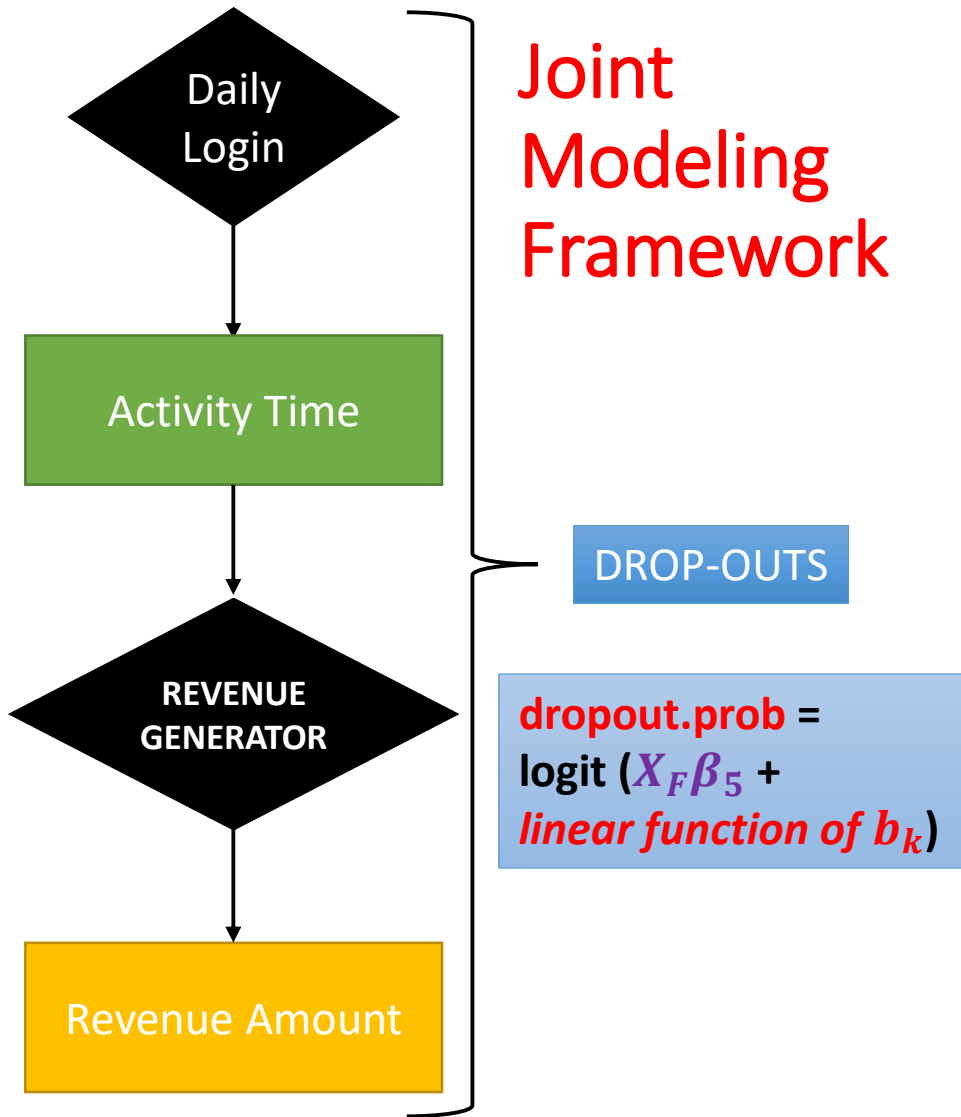 Daily
Login
Joint
Modeling
Framework
Activity Time
DROP-OUTS
REVENUE
GENERATOR
dropout.prob =
logit (X_F β_5 +
linear function of b_k)
Revenue Amount